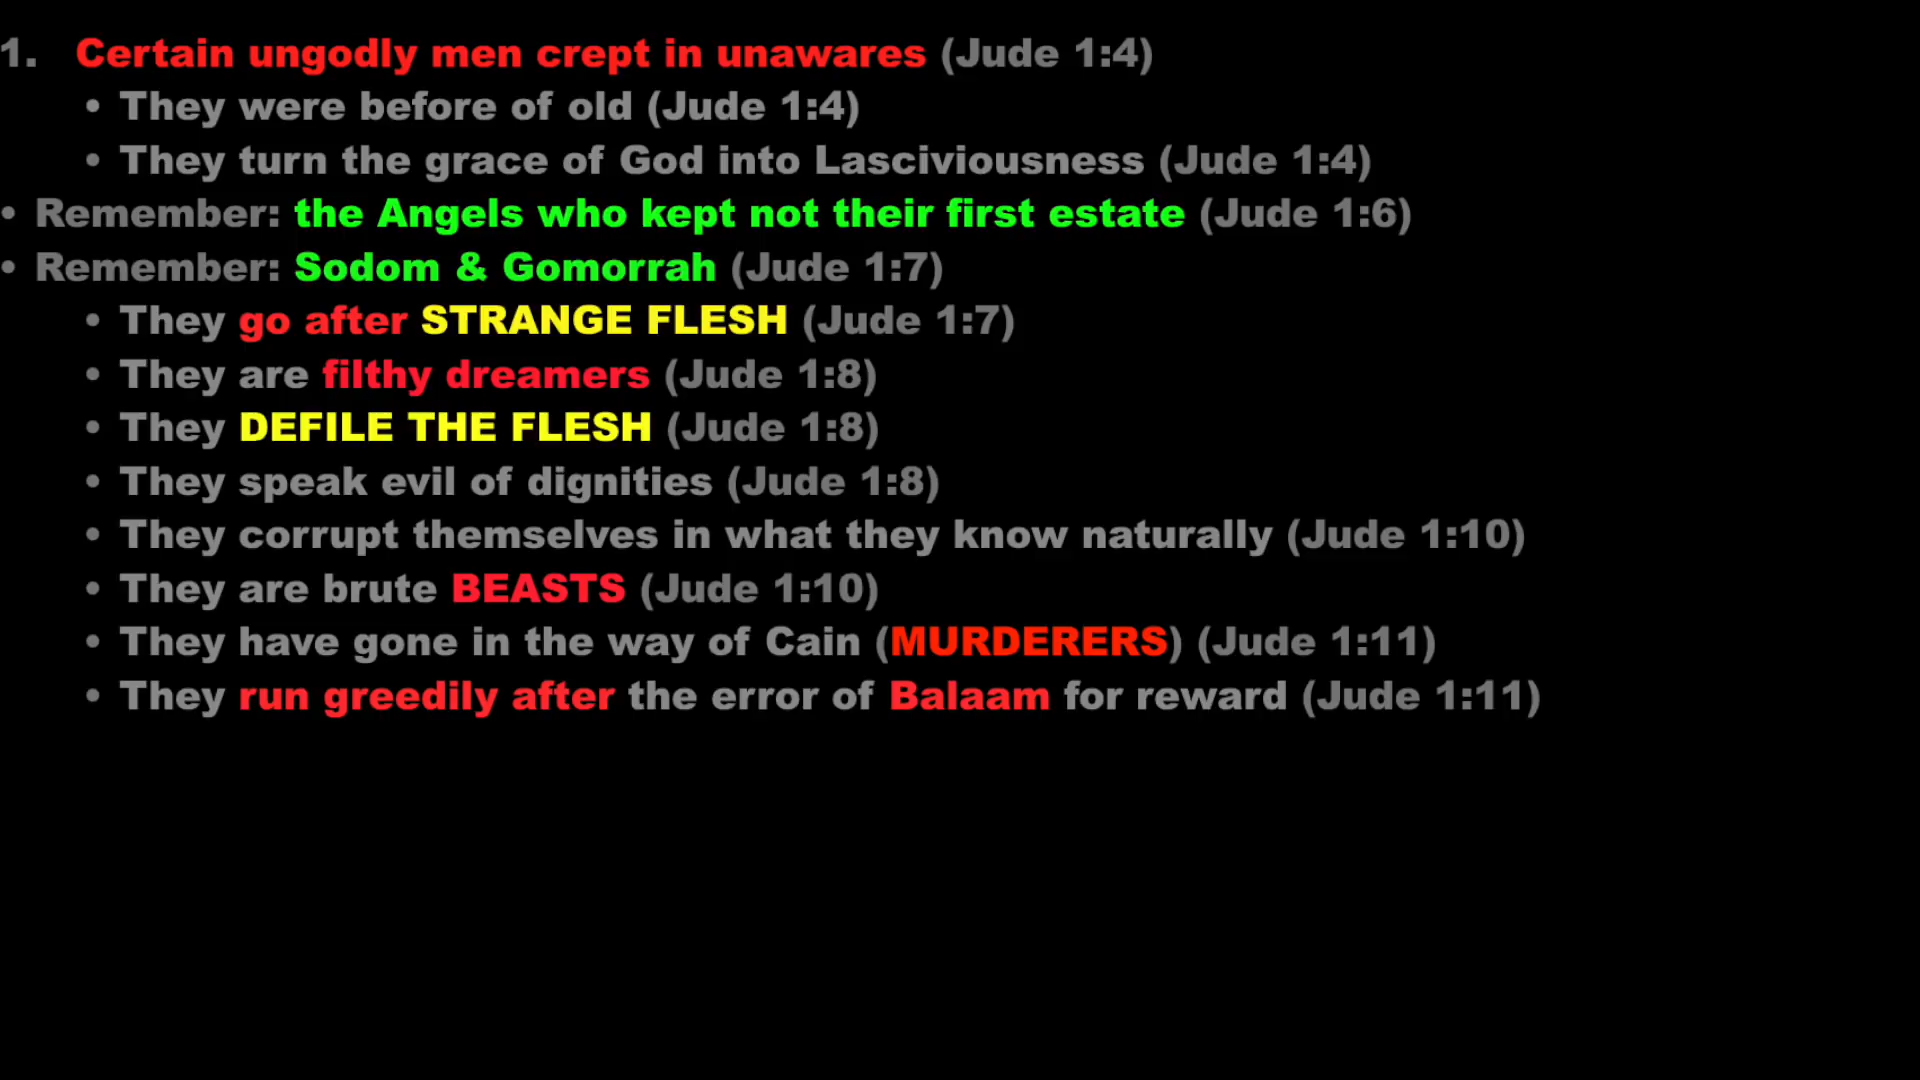 1. Certain ungodly men crept in unawares (Jude 1:4)
• They were before of old (Jude 1:4)
• They turn the grace of God into Lasciviousness (Jude 1:4)
• Remember: the Angels who kept not their first estate (Jude 1:6)
• Remember: Sodom & Gomorrah (Jude 1:7)
• They go after STRANGE FLESH (Jude 1:7)
• They are filthy dreamers (Jude 1:8)
• They DEFILE THE FLESH (Jude 1:8)
• They speak evil of dignities (Jude 1:8)
• They corrupt themselves in what they know naturally (Jude 1:10)
• They are brute BEASTS (Jude 1:10)
• They have gone in the way of Cain (MURDERERS) (Jude 1:11)
• They run greedily after the error of Balaam for reward (Jude 1:11)